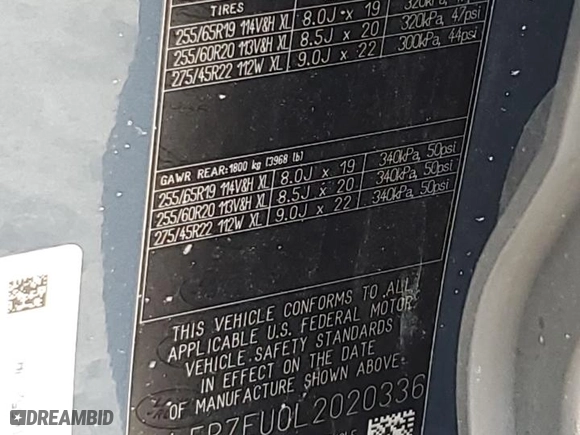 TIRES
255/65R19 114V&H XL 8.0J x 19 320kPa,
255/60R20 113V&H XL 8.5J x 20 320kPa, 47psi
275/45R22 112W XL 9.0J x 22 300kPa, 44psi
GAWR REAR:1800 kg (3968 lb)
255/65R19 114V&H XL 8.0J x 19 340kPa, 50psi
255/60R20 113V&H XL 8.5J x 20 340kPa, 50psi
275/45R22 112W XL 9.0J x 22 340kPa, 50psi
THIS VEHICLE CONFORMS TO ALL
APPLICABLE U.S. FEDERAL MOTOR
VEHICLE SAFETY STANDARDS
IN EFFECT ON THE DATE
OF MANUFACTURE SHOWN ABOVE.
DREAMBID